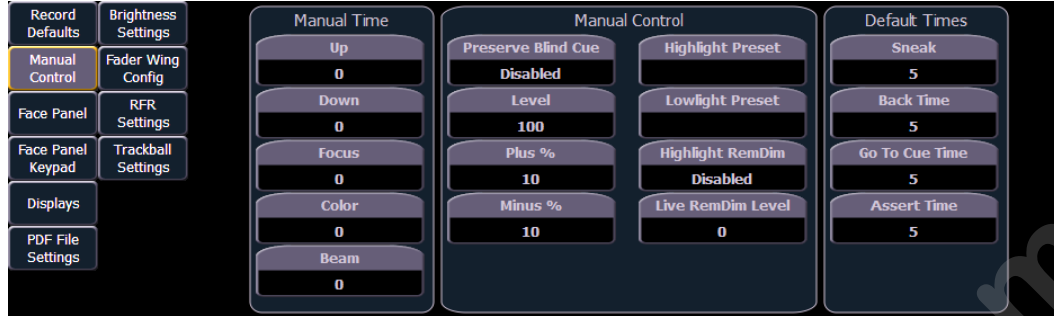 Record
Defaults
Brightness
Settings
Manual
Control
Fader Wing
Config
Face Panel
RFR
Settings
Face Panel
Keypad
Trackball
Settings
Displays
PDF File
Settings
Manual Time
Up
0
Down
0
Focus
0
Color
0
Beam
0
Manual Control
Preserve Blind Cue
Disabled
Level
100
Plus %
10
Minus %
10
Highlight Preset
Lowlight Preset
Highlight RemDim
Disabled
Live RemDim Level
0
Default Times
Sneak
5
Back Time
5
Go To Cue Time
5
Assert Time
5